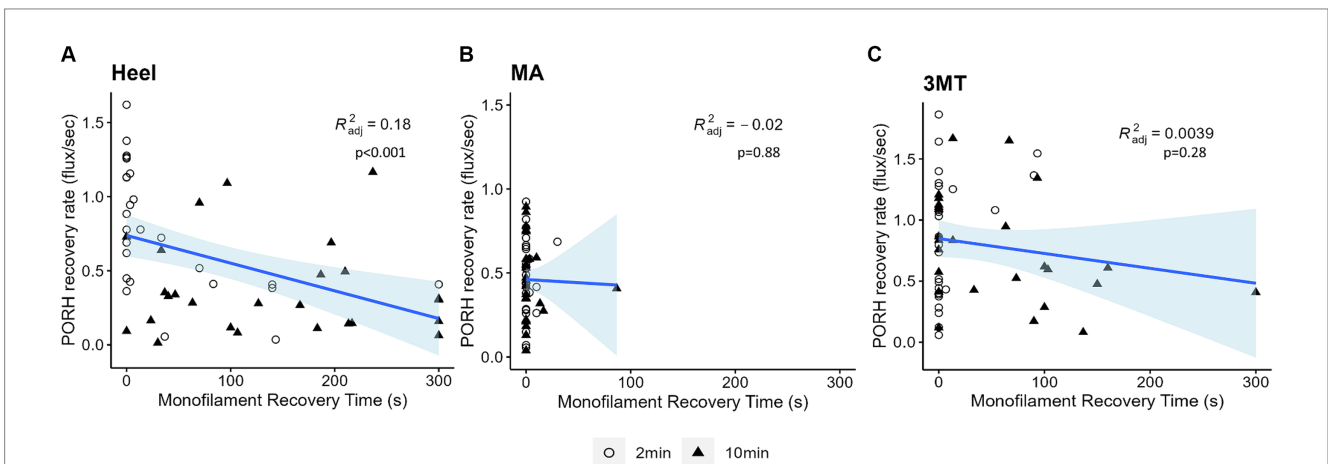 A
Heel
PORH recovery rate (flux/sec)
1.5
1.0
0.5
0.0
R²adj = 0.18
p<0.001
0 100 200 300
Monofilament Recovery Time (s)
B
MA
PORH recovery rate (flux/sec)
1.5
1.0
0.5
0.0
R²adj = −0.02
p=0.88
0 100 200 300
Monofilament Recovery Time (s)
C
3MT
PORH recovery rate (flux/sec)
1.5
1.0
0.5
0.0
R²adj = 0.0039
p=0.28
0 100 200 300
Monofilament Recovery Time (s)
2min 10min